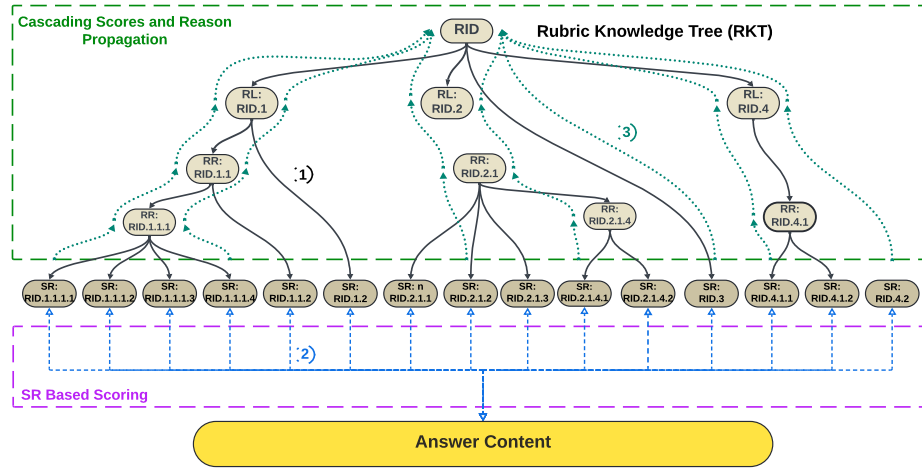 Cascading Scores and Reason
Propagation
RID
Rubric Knowledge Tree (RKT)
RL:
RID.1
RL:
RID.2
RL:
RID.4
:3)
:1)
RR:
RID.1.1
RR:
RID.2.1
RR:
RID.1.1.1
RR:
RID.2.1.4
RR:
RID.4.1
SR:
RID.1.1.1.1
SR:
RID.1.1.1.2
SR:
RID.1.1.1.3
SR:
RID.1.1.1.4
SR:
RID.1.1.2
SR:
RID.1.2
SR: n
RID.2.1.1
SR:
RID.2.1.2
SR:
RID.2.1.3
SR:
RID.2.1.4.1
SR:
RID.2.1.4.2
SR:
RID.3
SR:
RID.4.1.1
SR:
RID.4.1.2
SR:
RID.4.2
:2)
SR Based Scoring
Answer Content